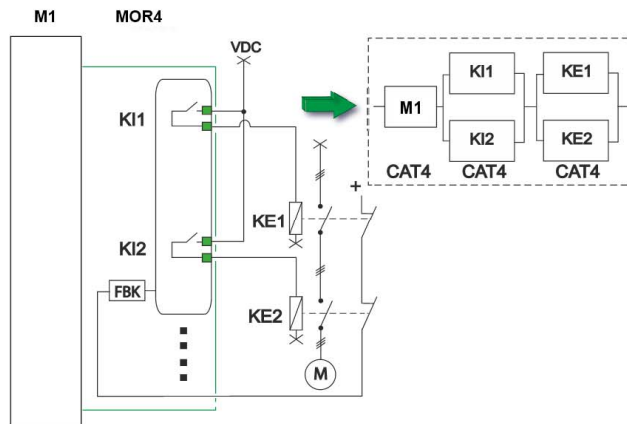 M1 MOR4
VDC
KI1
KI2
FBK
KE1
KE2
M
+
M1
KI1
KI2
KE1
KE2
CAT4 CAT4 CAT4